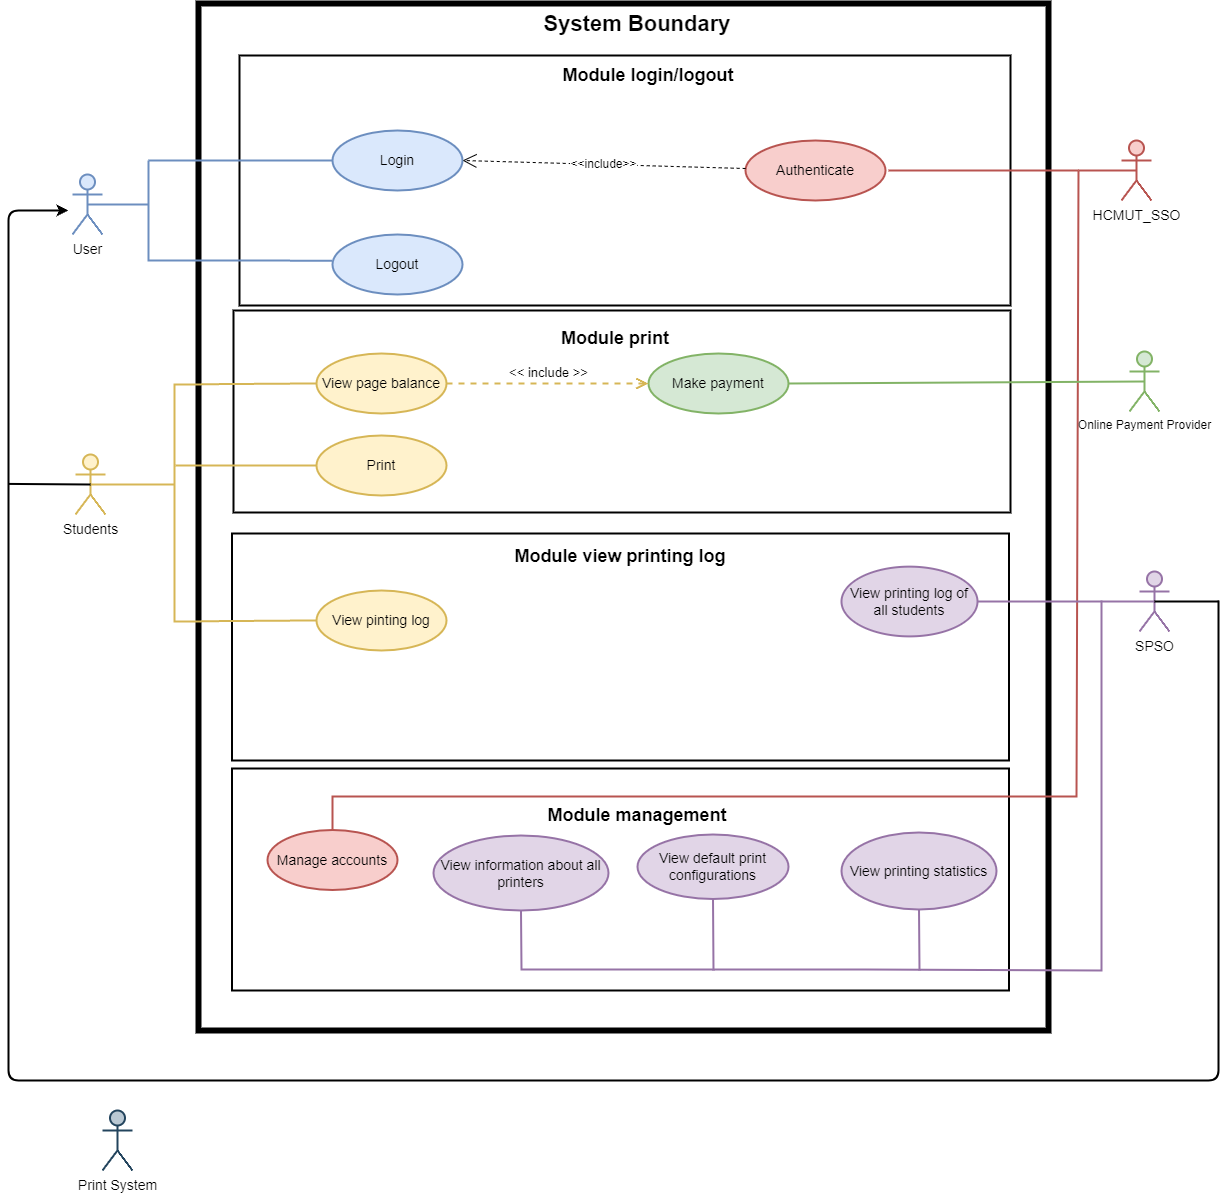 System Boundary
Module login/logout
Login
<<include>>
Authenticate
HCMUT_SSO
User
Logout
Module print
View page balance
<< include >>
Make payment
Online Payment Provider
Print
Students
Module view printing log
View pinting log
View printing log of
all students
SPSO
Module management
Manage accounts
View information about all
printers
View default print
configurations
View printing statistics
Print System